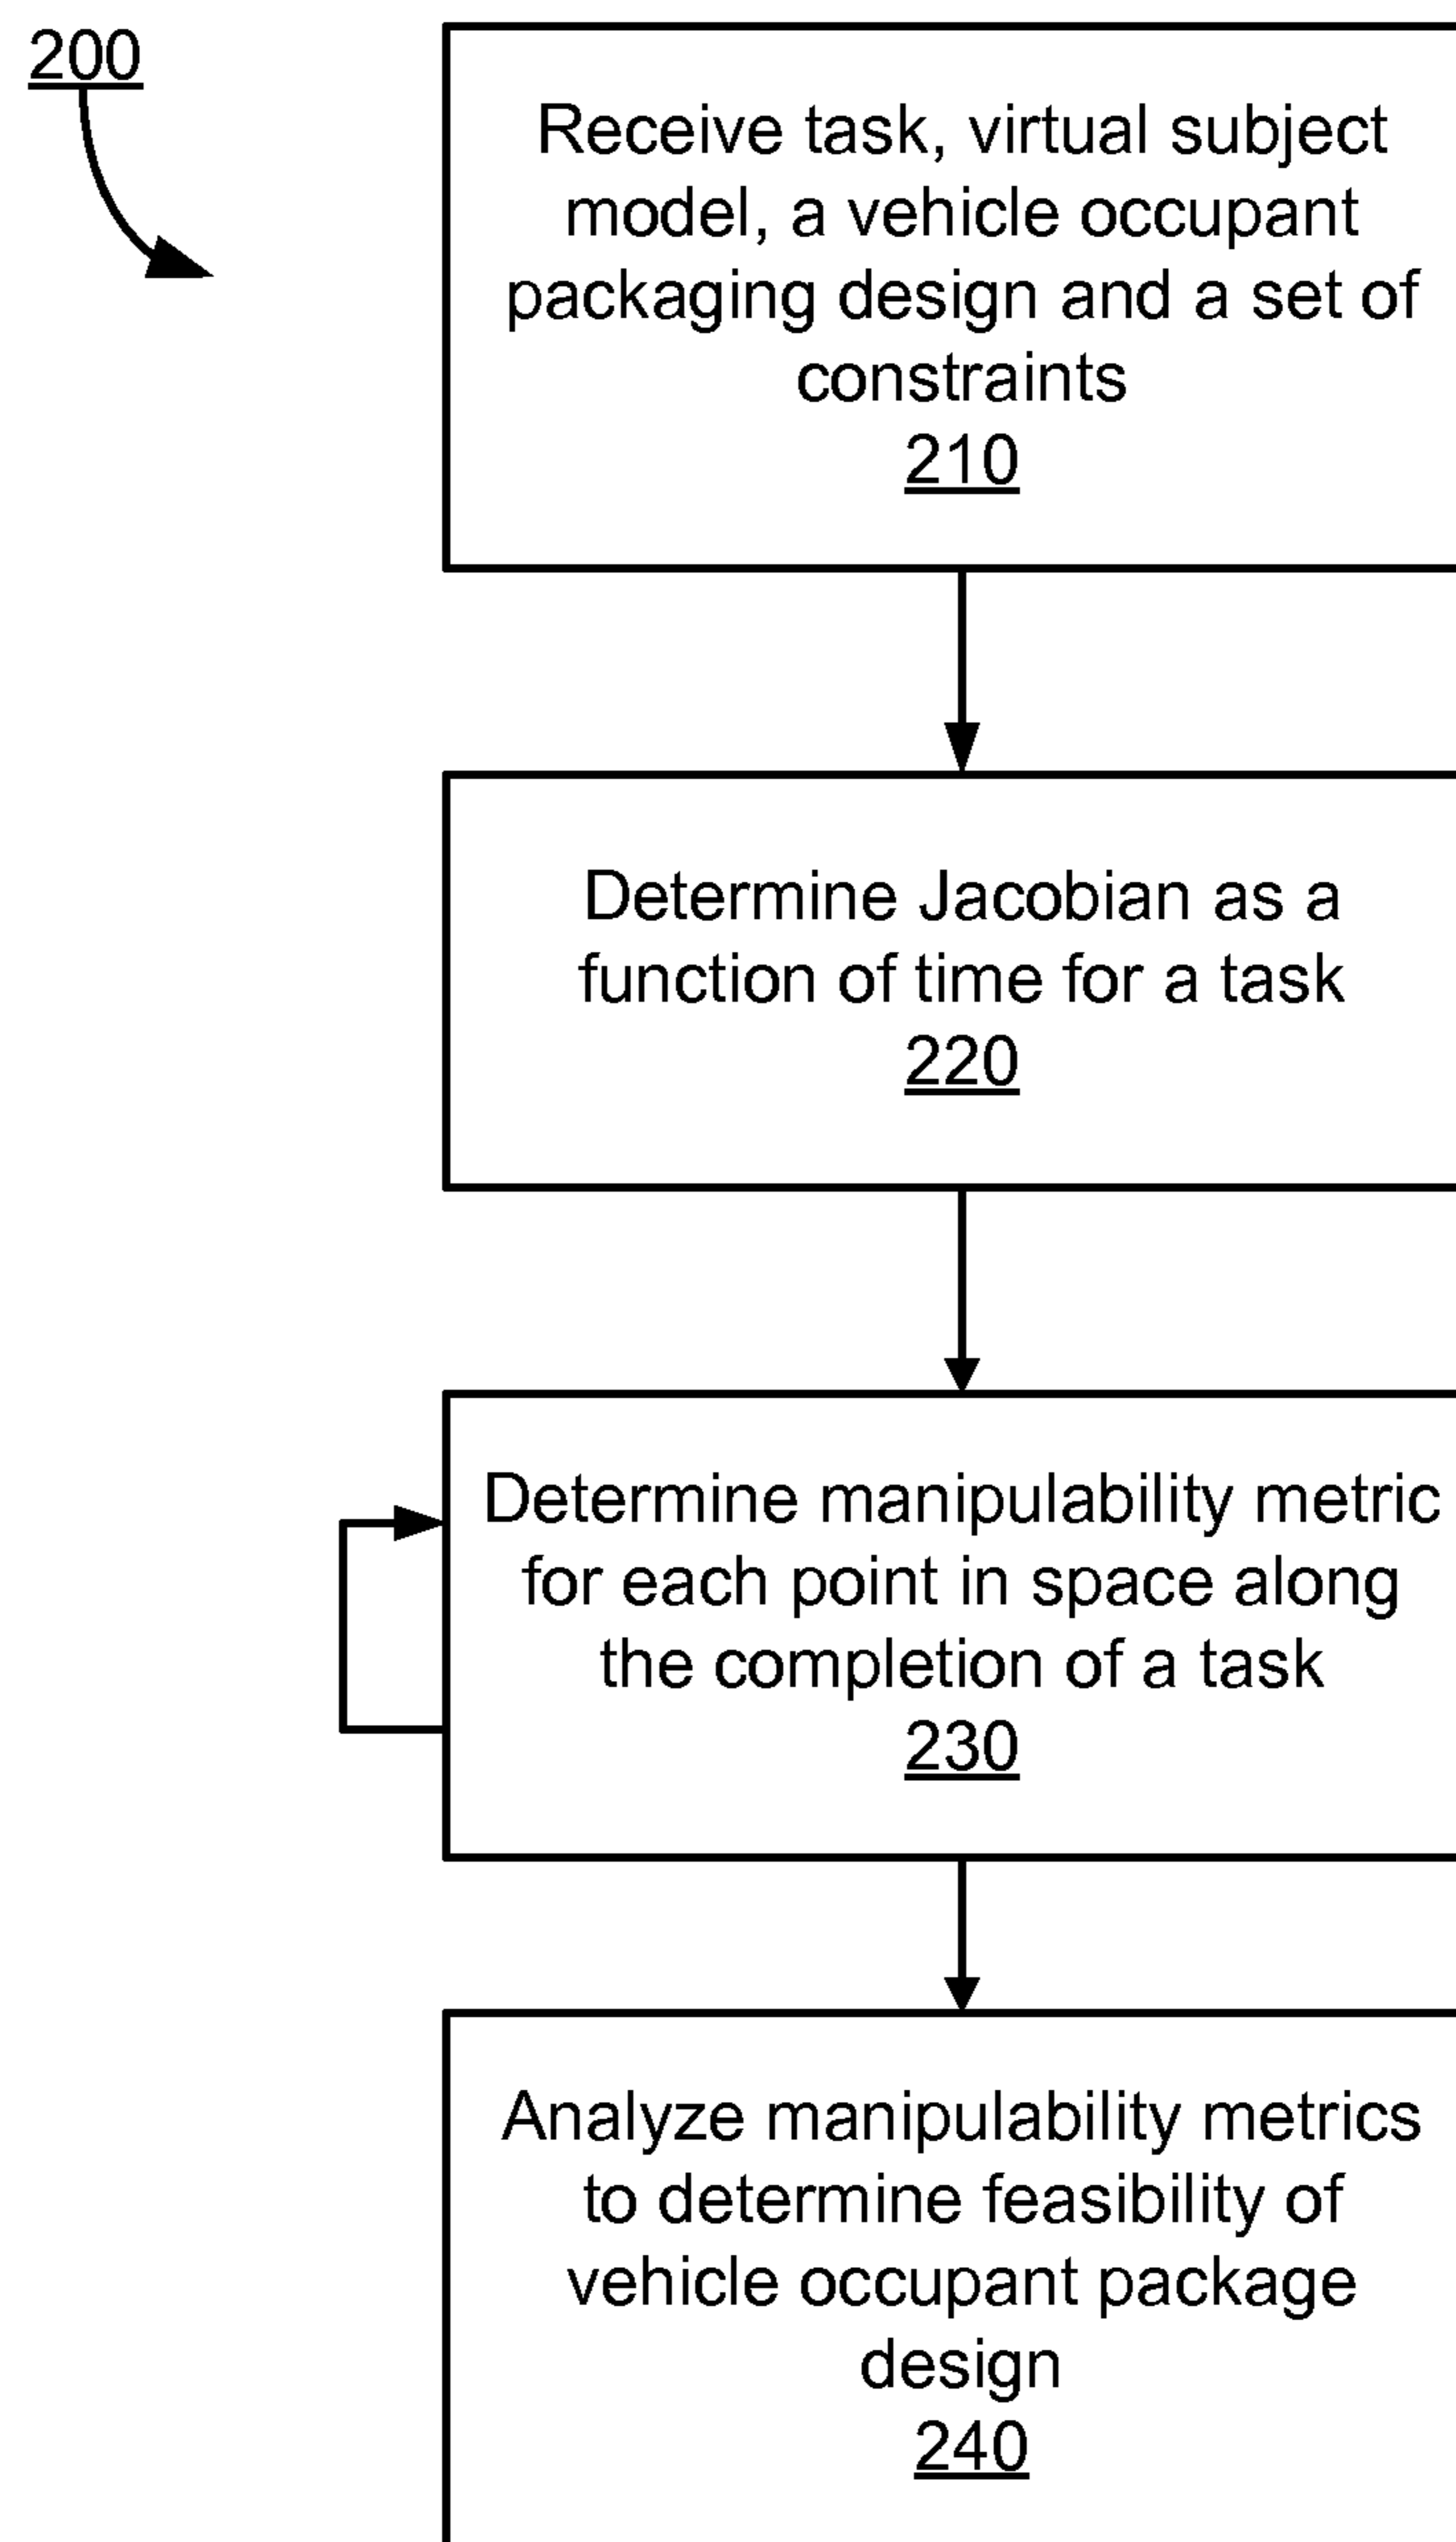 200
Receive task, virtual subject
model, a vehicle occupant
packaging design and a set of
constraints
210
Determine Jacobian as a
function of time for a task
220
Determine manipulability metric
for each point in space along
the completion of a task
230
Analyze manipulability metrics
to determine feasibility of
vehicle occupant package
design
240